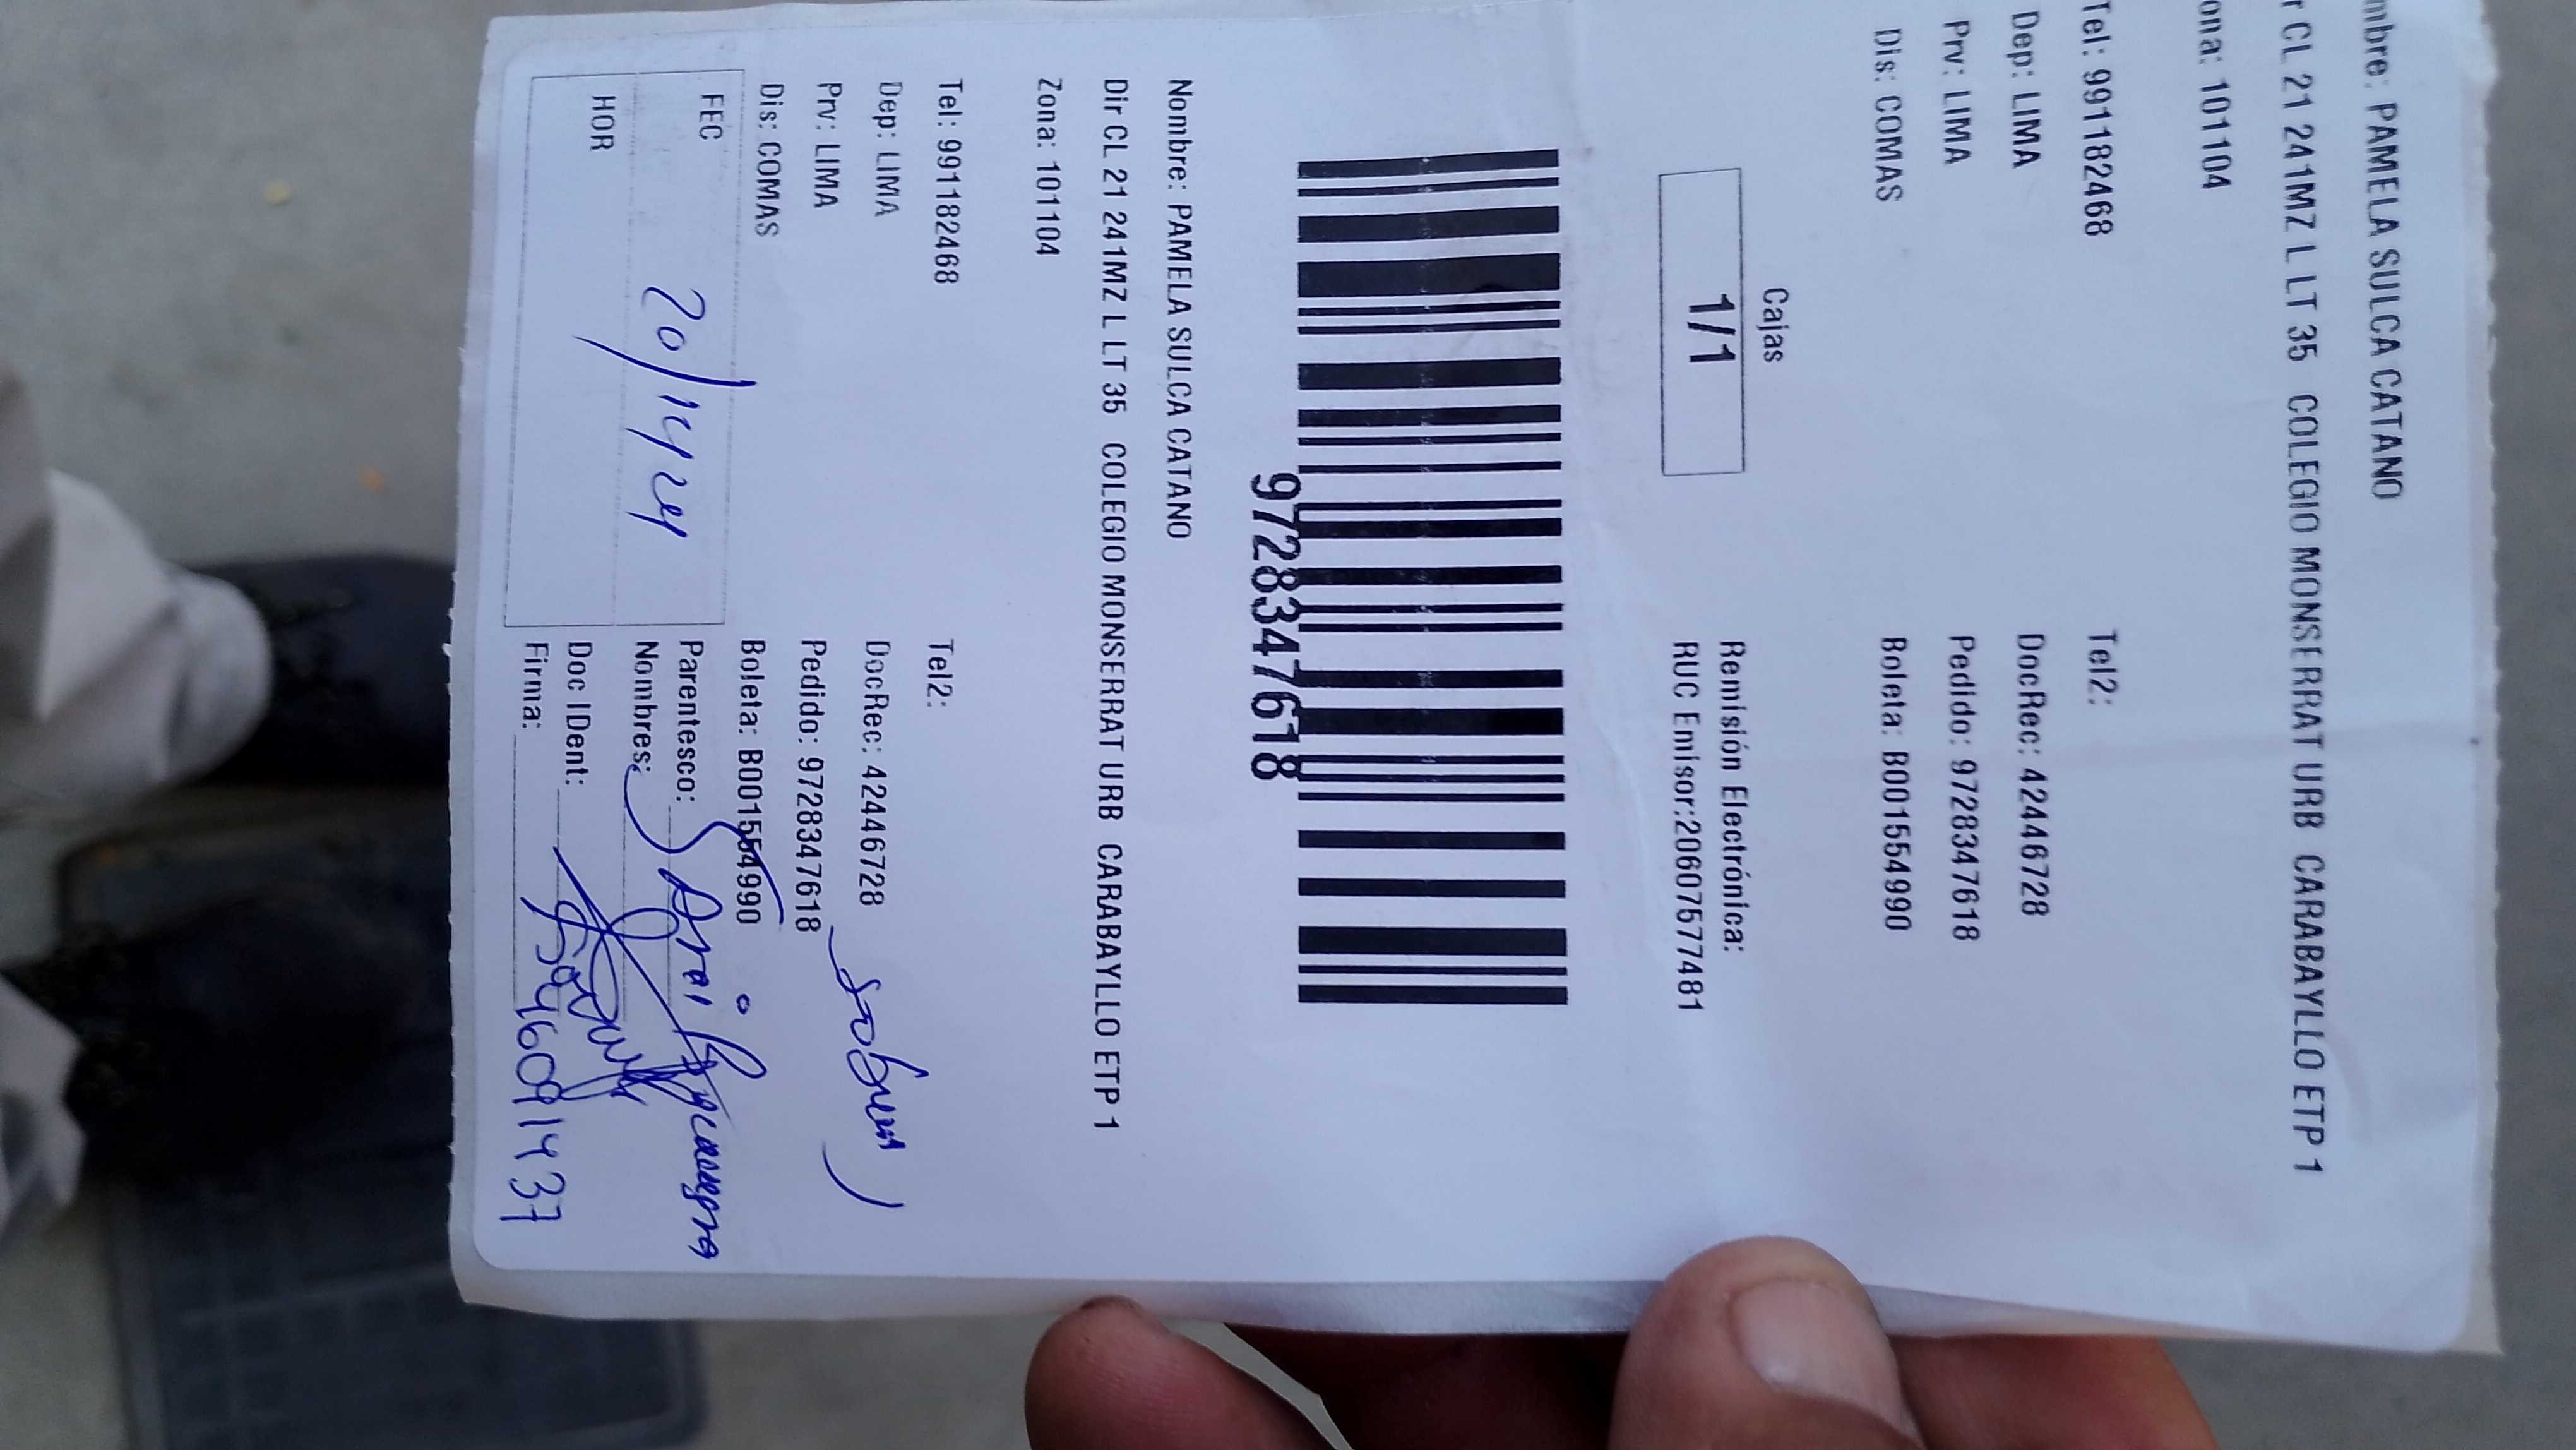 mbre: PAMELA SULCA CATANO
r CL 21 241MZ L LT 35 COLEGIO MONSERRAT URB CARABAYLLO ETP 1
ona: 101104
Tel: 991182468 Tel2:
Dep: LIMA DocRec: 42446728
Prv: LIMA Pedido: 97283476​18
Dis: COMAS Boleta: B001554990
Cajas
1/1
Remisión Electrónica:
RUC Emisor:20607577481
9728347618
Nombre: PAMELA SULCA CATANO
Dir CL 21 241MZ L LT 35 COLEGIO MONSERRAT URB CARABAYLLO ETP 1
Zona: 101104
Tel: 991182468 Tel2:
Dep: LIMA DocRec: 42446728
Prv: LIMA Pedido: 9728347618
Dis: COMAS Boleta: B001554990
FEC
HOR
Parentesco:
Nombres:
Doc IDent:
Firma: